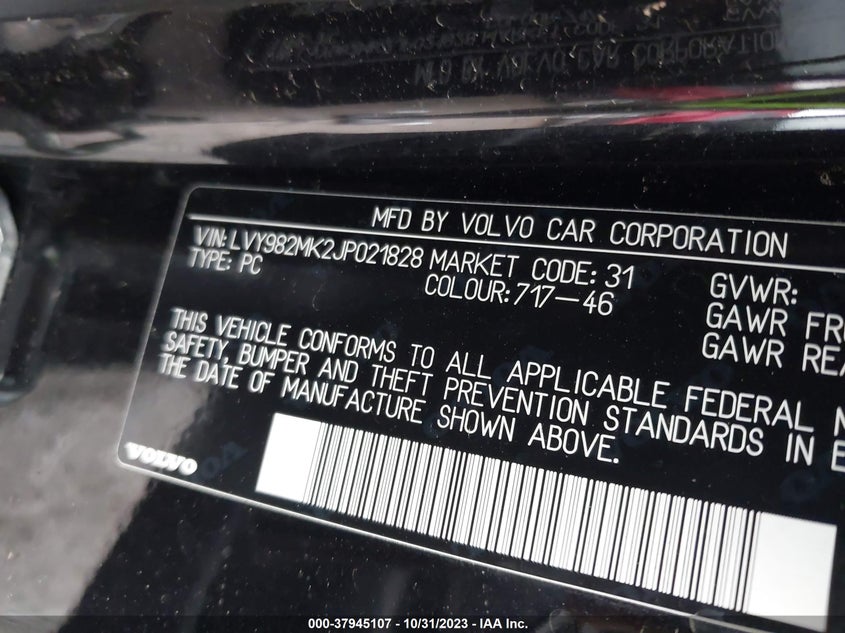 MFD BY VOLVO CAR CORPORATION
VIN: LVY982MK2JP021828 MARKET CODE: 31 GVWR:
TYPE: PC COLOUR: 717-46 GAWR FR
GAWR REA
THIS VEHICLE CONFORMS TO ALL APPLICABLE FEDERAL M
SAFETY, BUMPER AND THEFT PREVENTION STANDARDS IN E
THE DATE OF MANUFACTURE SHOWN ABOVE.
VOLVO
000-37945107 - 10/31/2023 - IAA Inc.